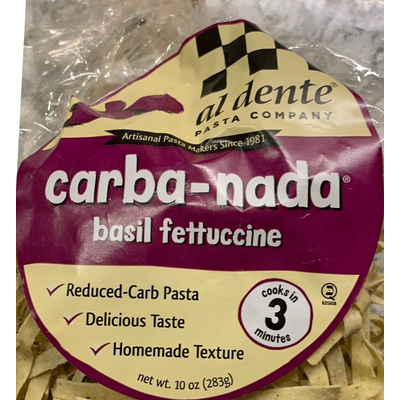 al dente®
PASTA COMPANY
Artisanal Pasta Makers Since 1981
carba-nada®
basil fettuccine
Reduced-Carb Pasta
Delicious Taste
Homemade Texture
cooks in
3
minutes
KOSHER
net wt. 10 oz (283g)